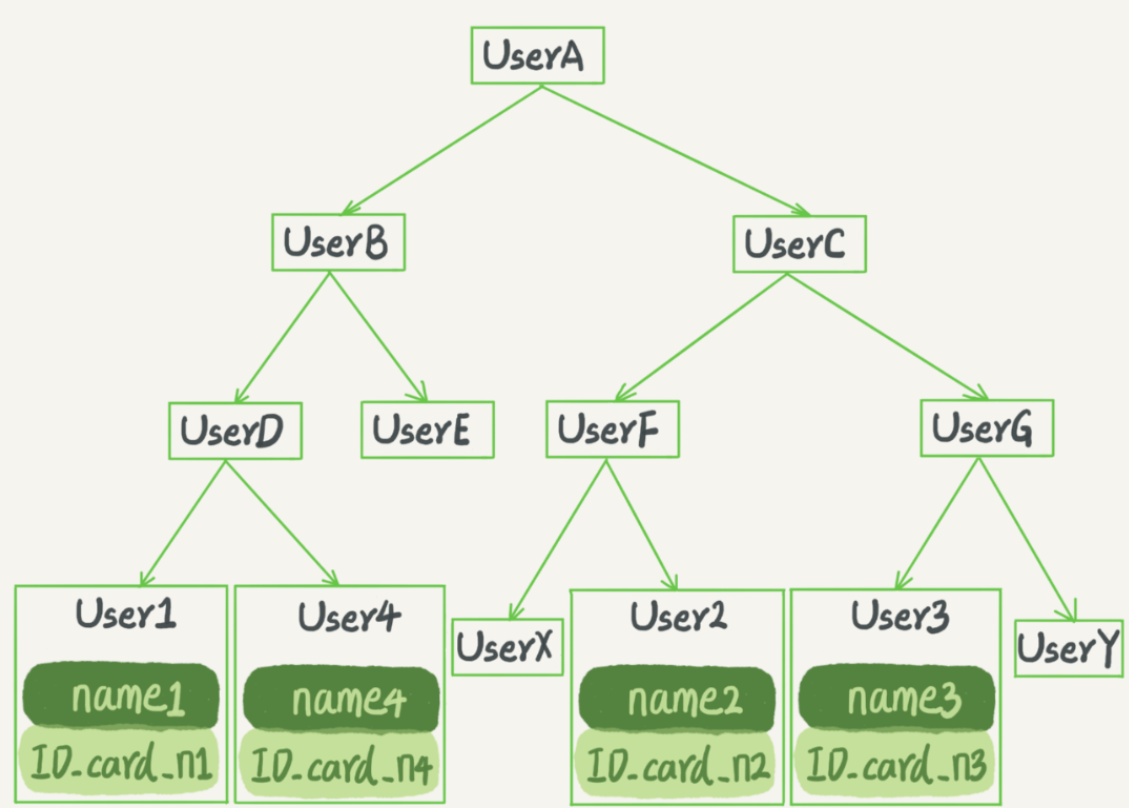 UserA
UserB
UserC
UserD
UserE
UserF
UserG
User1
User4
UserX
User2
User3
UserY
name1
name4
name2
name3
ID_card_n1
ID_card_n4
ID_card_n2
ID_card_n3